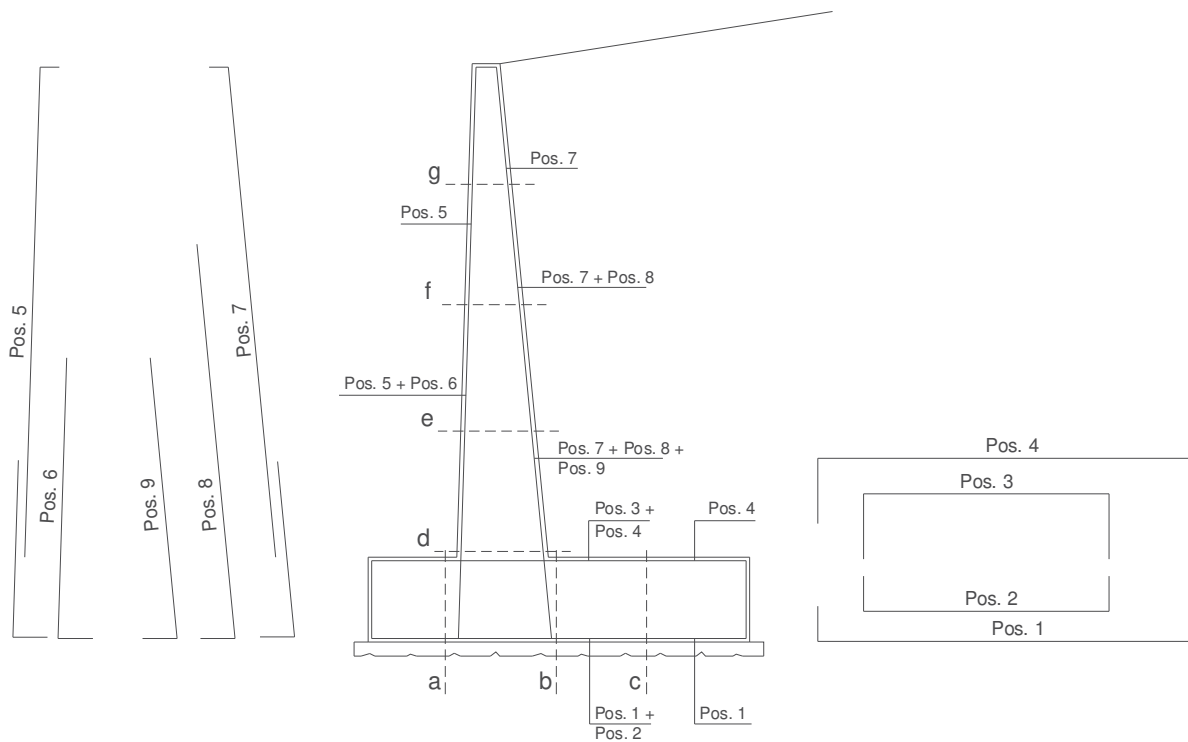 Pos. 5
Pos. 6
Pos. 9
Pos. 8
Pos. 7
g
Pos. 7
Pos. 5
f
Pos. 7 + Pos. 8
Pos. 5 + Pos. 6
e
Pos. 7 + Pos. 8 +
Pos. 9
d
Pos. 3 +
Pos. 4
Pos. 4
a
b
c
Pos. 1 +
Pos. 2
Pos. 1
Pos. 4
Pos. 3
Pos. 2
Pos. 1